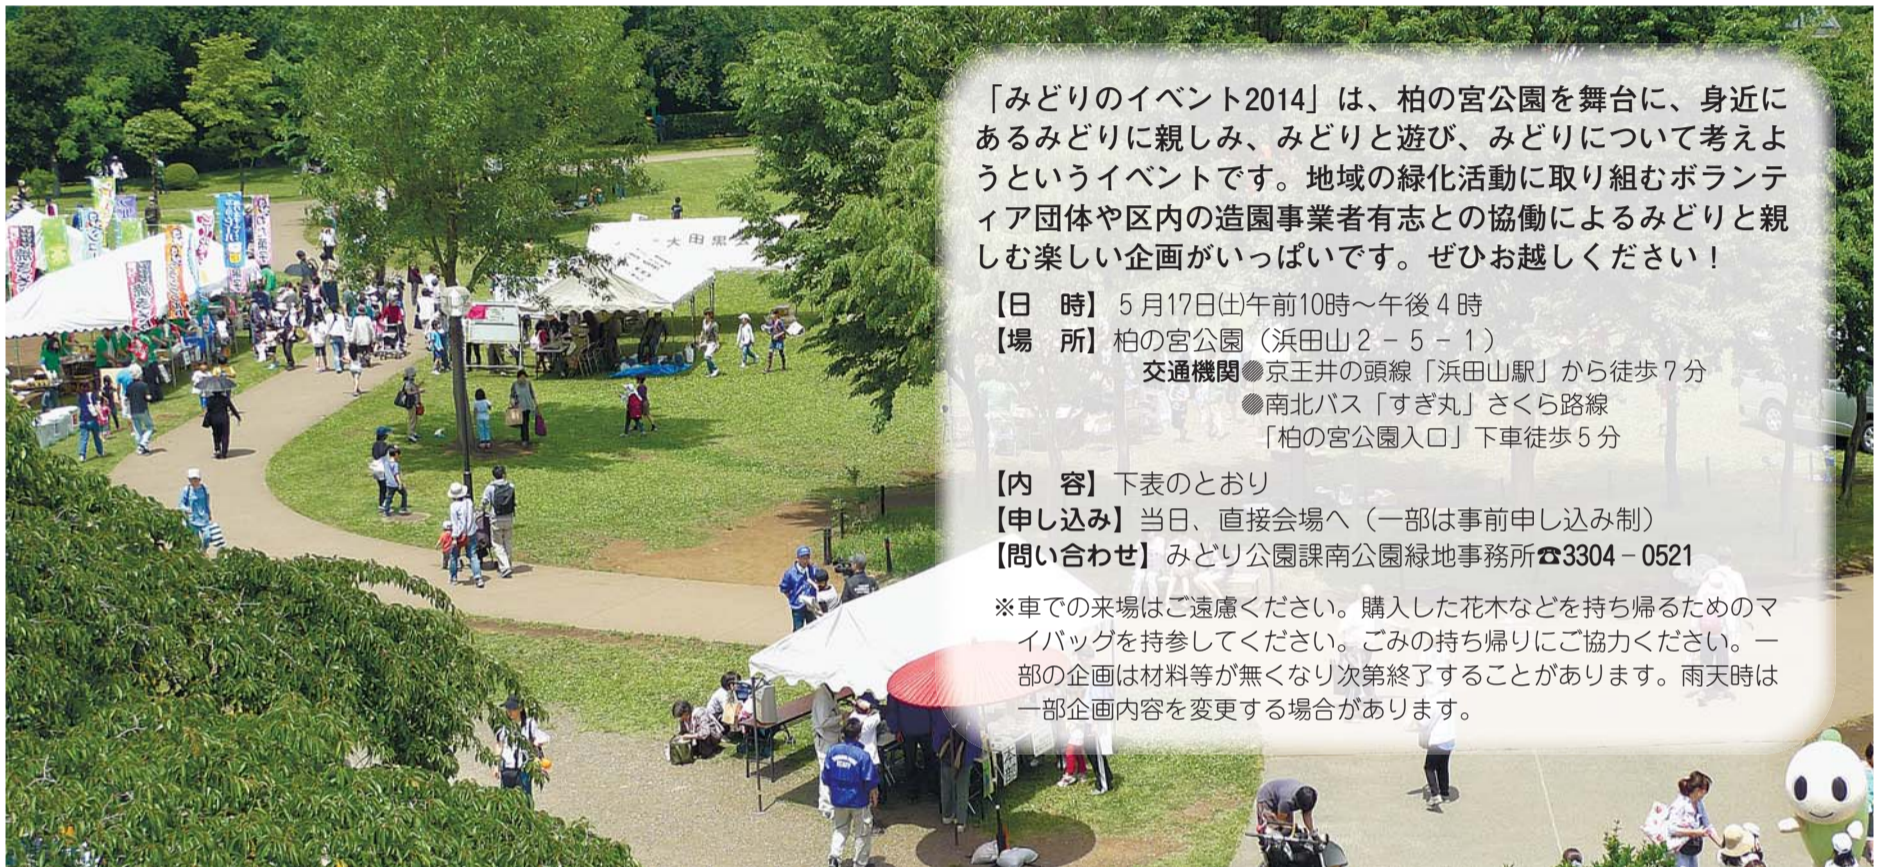 「みどりのイベント2014」は、柏の宮公園を舞台に、身近に
あるみどりに親しみ、みどりと遊び、みどりについて考えよ
うというイベントです。地域の緑化活動に取り組むボランテ
ィア団体や区内の造園事業者有志との協働によるみどりと親
しむ楽しい企画がいっぱいです。ぜひお越しください！
【日　時】５月17日㈯午前10時～午後４時
【場　所】柏の宮公園（浜田山２－５－１）
交通機関●京王井の頭線「浜田山駅」から徒歩７分
●南北バス「すぎ丸」さくら路線
「柏の宮公園入口」下車徒歩５分
【内　容】下表のとおり
【申し込み】当日、直接会場へ（一部は事前申し込み制）
【問い合わせ】みどり公園課南公園緑地事務所☎3304－0521
※車での来場はご遠慮ください。購入した花木などを持ち帰るためのマ
イバッグを持参してください。ごみの持ち帰りにご協力ください。一
部の企画は材料等が無くなり次第終了することがあります。雨天時は
一部企画内容を変更する場合があります。
大田黒